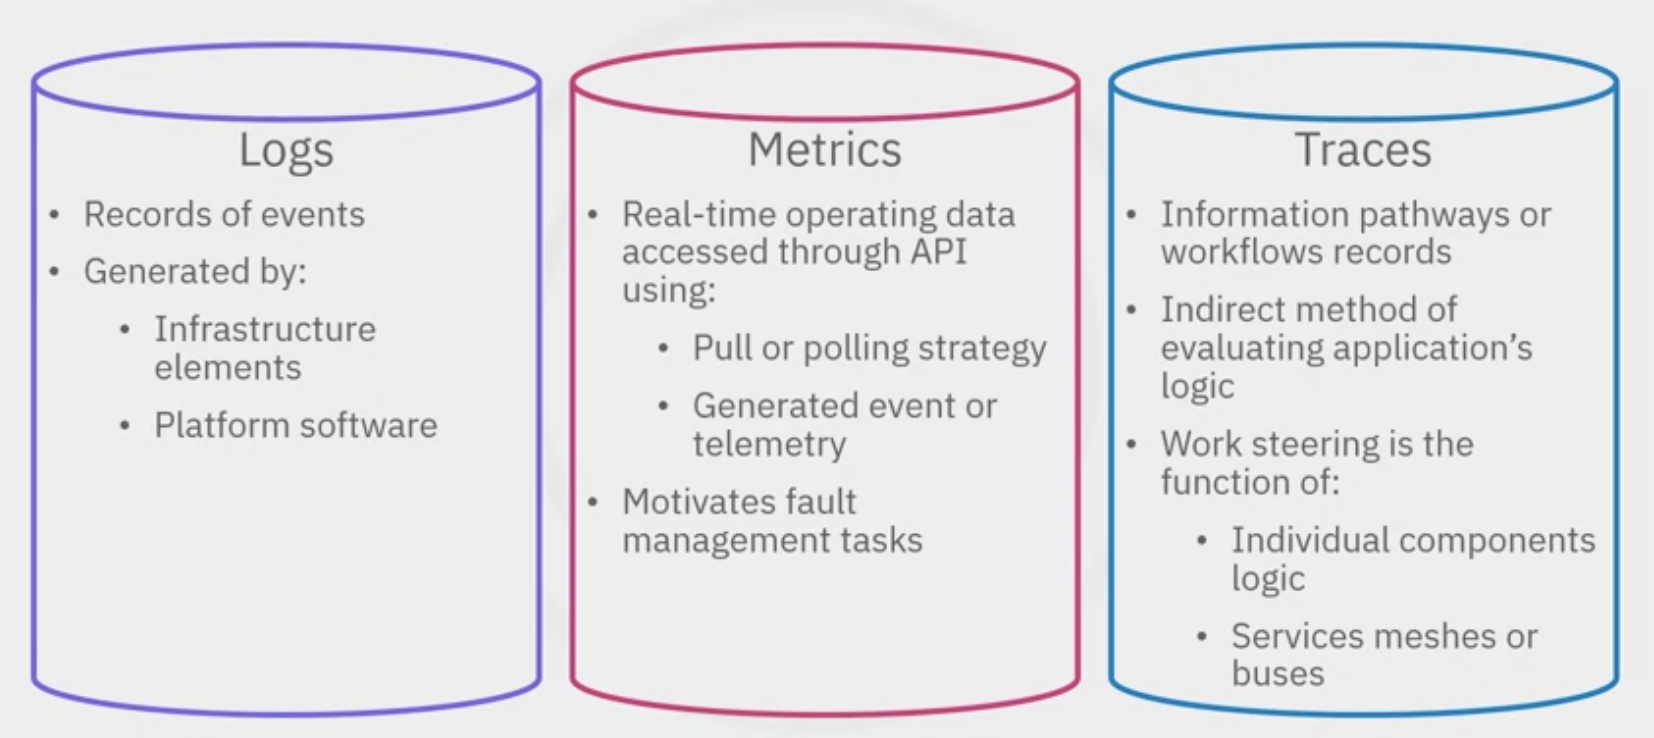 Logs
• Records of events
• Generated by:
• Infrastructure
elements
• Platform software
Metrics
• Real-time operating data
accessed through API
using:
• Pull or polling strategy
• Generated event or
telemetry
• Motivates fault
management tasks
Traces
• Information pathways or
workflows records
• Indirect method of
evaluating application’s
logic
• Work steering is the
function of:
• Individual components
logic
• Services meshes or
buses